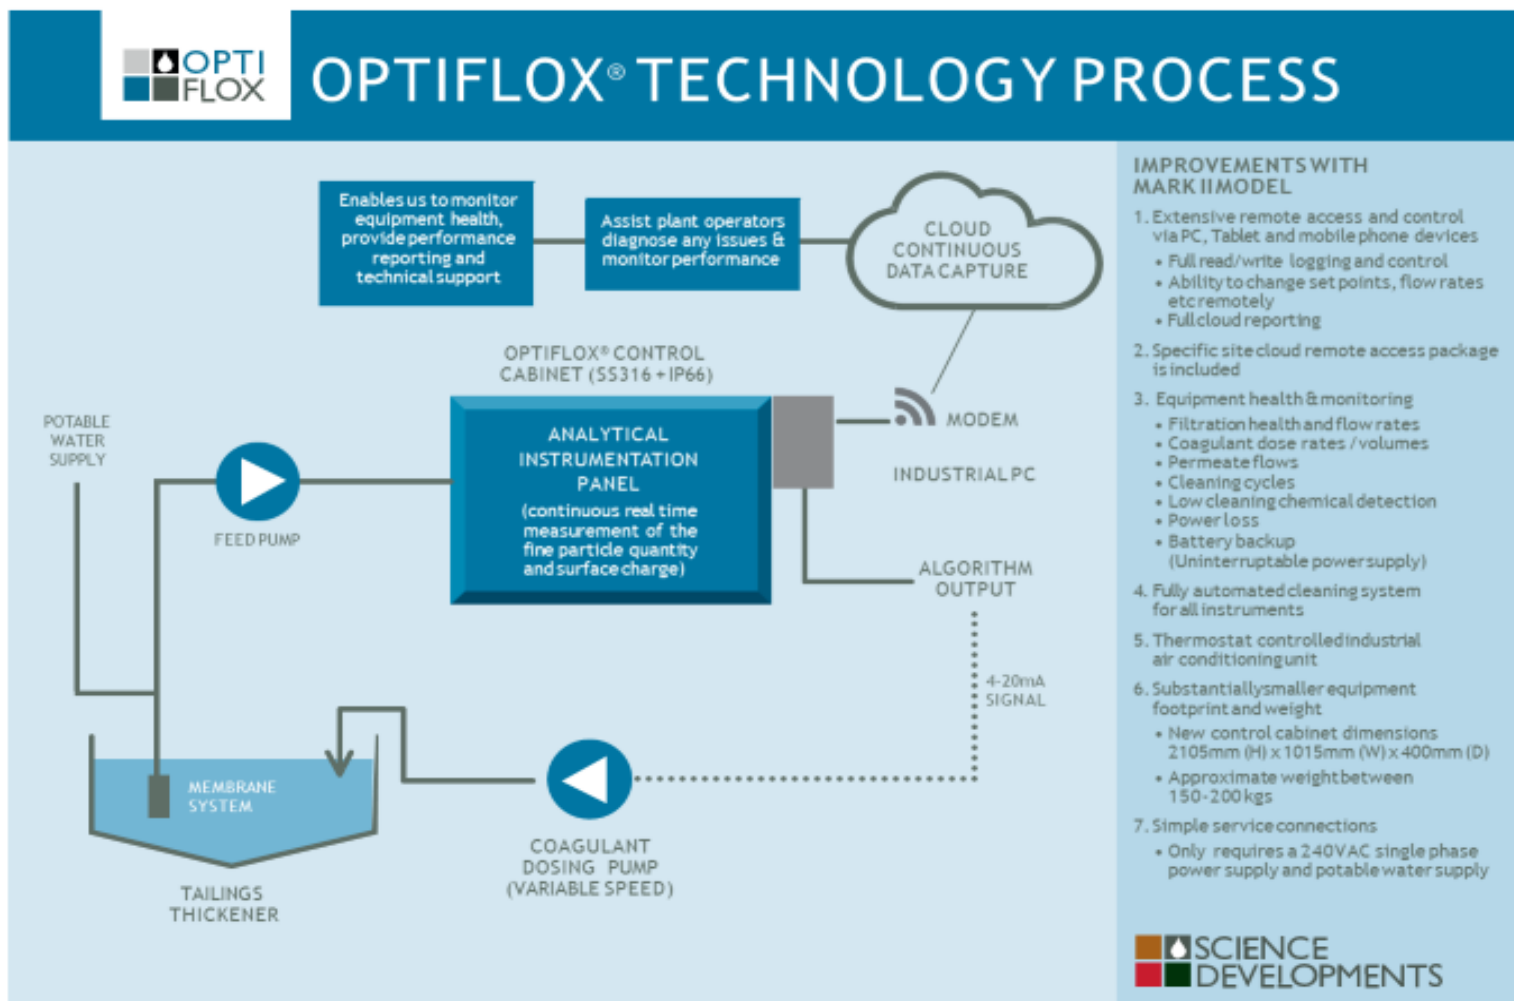 OPTI
FLOX
OPTIFLOX® TECHNOLOGY PROCESS
Enables us to monitor
equipment health,
provide performance
reporting and
technical support
Assist plant operators
diagnose any issues &
monitor performance
CLOUD
CONTINUOUS
DATA CAPTURE
OPTIFLOX® CONTROL
CABINET (SS316 + IP66)
POTABLE
WATER
SUPPLY
FEED PUMP
ANALYTICAL
INSTRUMENTATION
PANEL
(continuous real time
measurement of the
fine particle quantity
and surface charge)
MODEM
INDUSTRIAL PC
ALGORITHM
OUTPUT
4-20mA
SIGNAL
MEMBRANE
SYSTEM
TAILINGS
THICKENER
COAGULANT
DOSING PUMP
(VARIABLE SPEED)
IMPROVEMENTS WITH
MARK II MODEL
1. Extensive remote access and control
via PC, Tablet and mobile phone devices
• Full read/write logging and control
• Ability to change set points, flow rates
etc remotely
• Full cloud reporting
2. Specific site cloud remote access package
is included
3. Equipment health & monitoring
• Filtration health and flow rates
• Coagulant dose rates / volumes
• Permeate flows
• Cleaning cycles
• Low cleaning chemical detection
• Power loss
• Battery backup
(Uninterruptable power supply)
4. Fully automated cleaning system
for all instruments
5. Thermostat controlled industrial
air conditioning unit
6. Substantially smaller equipment
footprint and weight
• New control cabinet dimensions
2105mm (H) x 1015mm (W) x 400mm (D)
• Approximate weight between
150-200 kgs
7. Simple service connections
• Only requires a 240VAC single phase
power supply and potable water supply
SCIENCE
DEVELOPMENTS